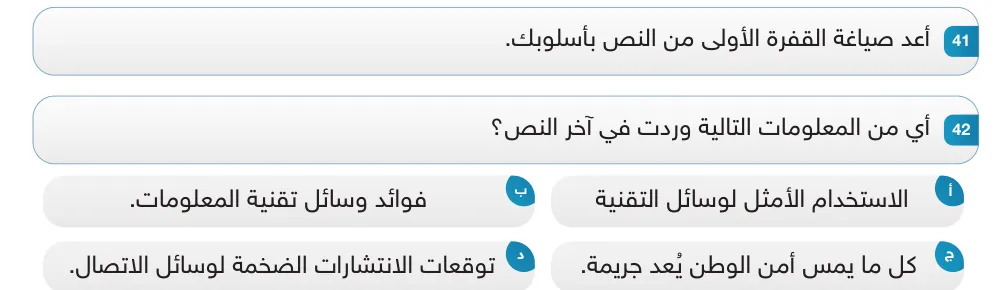 41 أعد صياغة القفرة الأولى من النص بأسلوبك.
42 أي من المعلومات التالية وردت في آخر النص؟
أ الاستخدام الأمثل لوسائل التقنية
ب فوائد وسائل تقنية المعلومات.
ج كل ما يمس أمن الوطن يُعد جريمة.
د توقعات الانتشارات الضخمة لوسائل الاتصال.